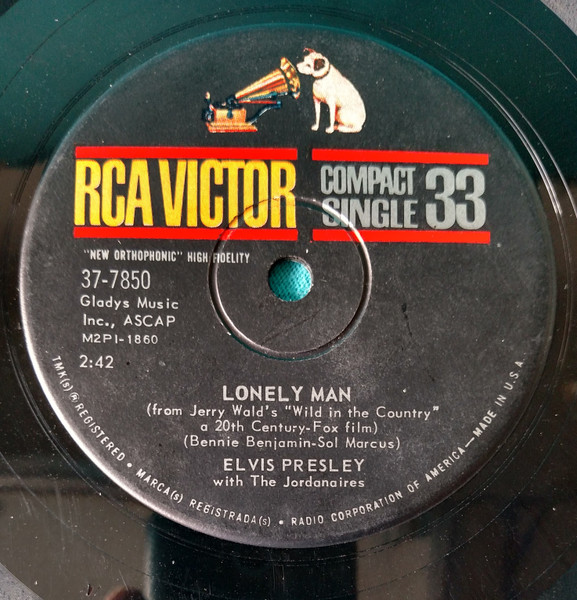 RCA VICTOR
COMPACT
SINGLE 33
"NEW ORTHOPHONIC" HIGH FIDELITY
37-7850
Gladys Music
Inc., ASCAP
M2PI-1860
2:42
LONELY MAN
(from Jerry Wald's "Wild in the Country"
a 20th Century-Fox film)
(Bennie Benjamin-Sol Marcus)
ELVIS PRESLEY
with The Jordanaires
TMK(s) ® REGISTERED • MARCA(s) REGISTRADA(s) • RADIO CORPORATION OF AMERICA—MADE IN U.S.A.